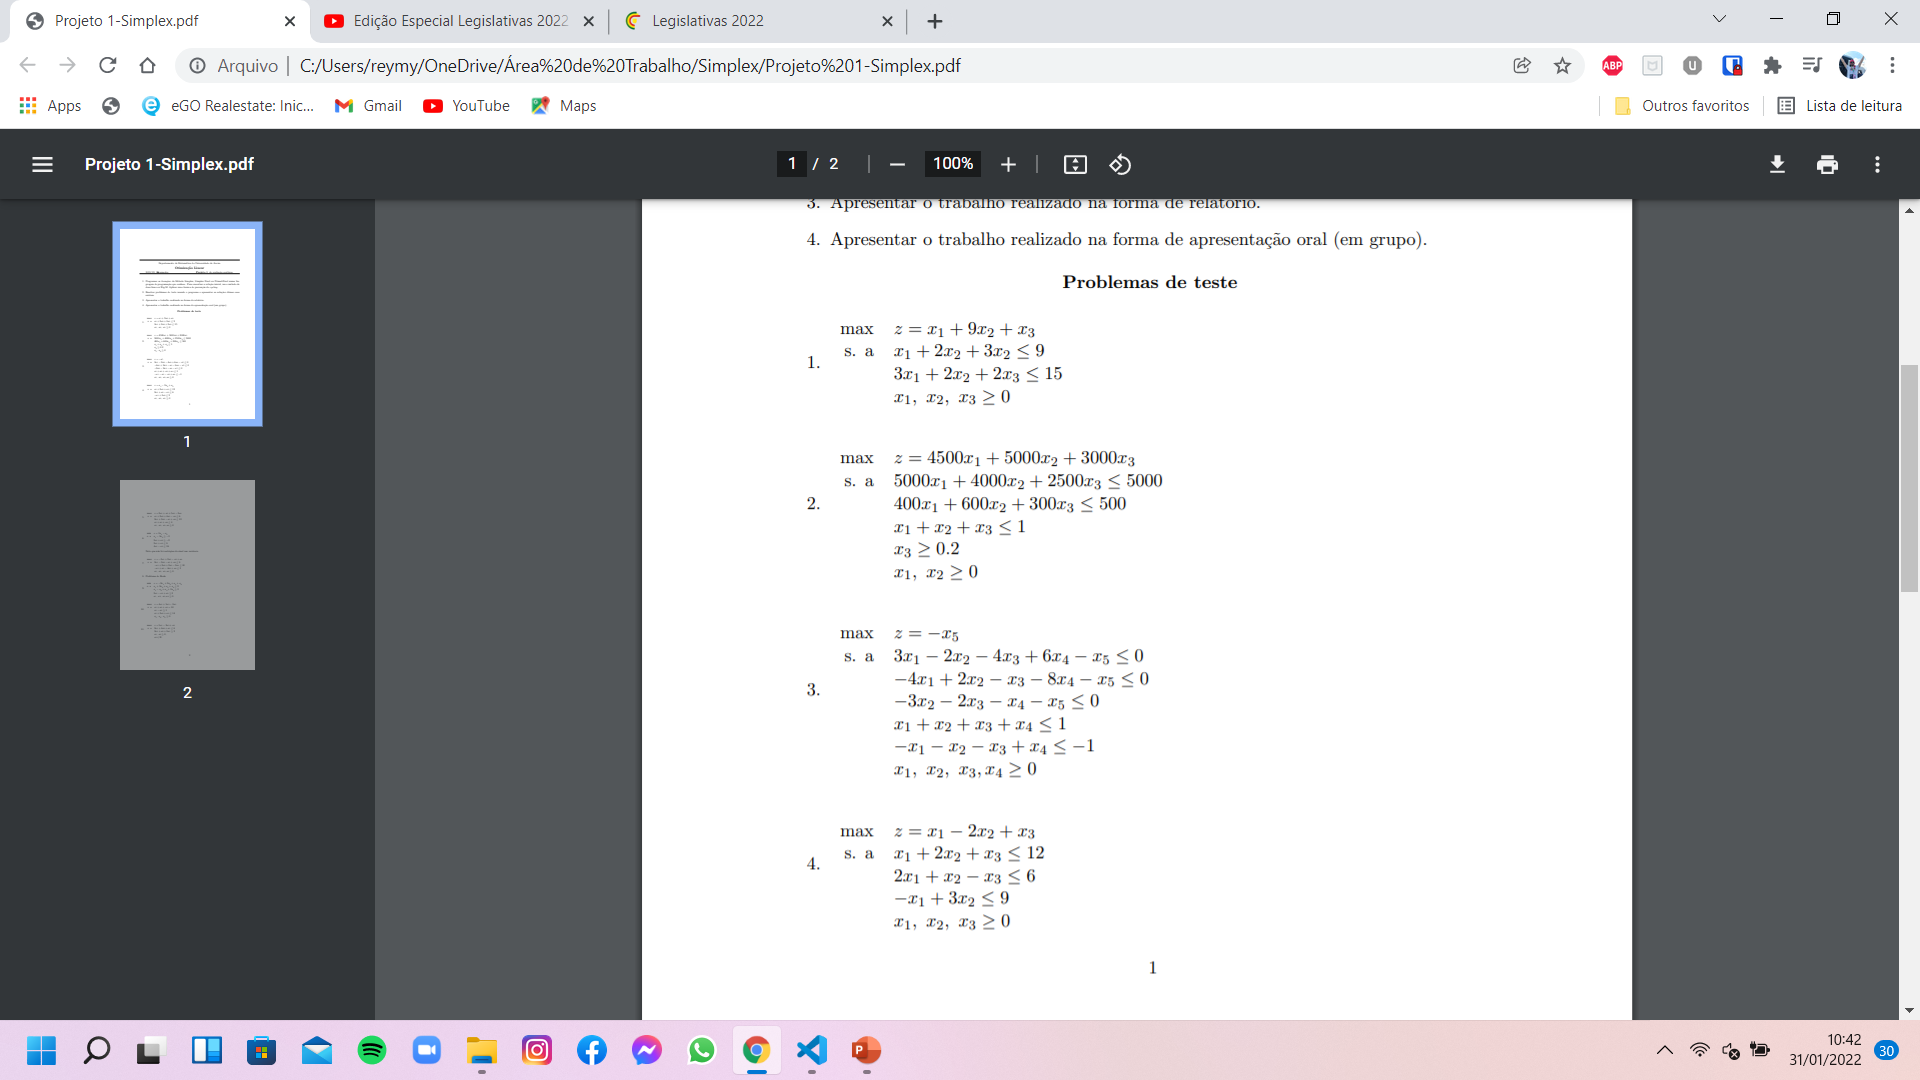 Projeto 1-Simplex.pdf
Edição Especial Legislativas 2022
Legislativas 2022
Arquivo
C:/Users/reymy/OneDrive/Área%20de%20Trabalho/Simplex/Projeto%201-Simplex.pdf
ABP
Apps
eGO Realestate: Inic...
Gmail
YouTube
Maps
Outros favoritos
Lista de leitura
Projeto 1-Simplex.pdf
1 / 2
100%
1
2
3. Apresentar o trabalho realizado na forma de relatório.
4. Apresentar o trabalho realizado na forma de apresentação oral (em grupo).
Problemas de teste
1.
max z = x₁ + 9x₂ + x₃
s. a x₁ + 2x₂ + 3x₂ ≤ 9
3x₁ + 2x₂ + 2x₃ ≤ 15
x₁, x₂, x₃ ≥ 0
2.
max z = 4500x₁ + 5000x₂ + 3000x₃
s. a 5000x₁ + 4000x₂ + 2500x₃ ≤ 5000
400x₁ + 600x₂ + 300x₃ ≤ 500
x₁ + x₂ + x₃ ≤ 1
x₃ ≥ 0.2
x₁, x₂ ≥ 0
3.
max z = −x₅
s. a 3x₁ − 2x₂ − 4x₃ + 6x₄ − x₅ ≤ 0
−4x₁ + 2x₂ − x₃ − 8x₄ − x₅ ≤ 0
−3x₂ − 2x₃ − x₄ − x₅ ≤ 0
x₁ + x₂ + x₃ + x₄ ≤ 1
−x₁ − x₂ − x₃ + x₄ ≤ −1
x₁, x₂, x₃, x₄ ≥ 0
4.
max z = x₁ − 2x₂ + x₃
s. a x₁ + 2x₂ + x₃ ≤ 12
2x₁ + x₂ − x₃ ≤ 6
−x₁ + 3x₂ ≤ 9
x₁, x₂, x₃ ≥ 0
1
10:42
31/01/2022
30